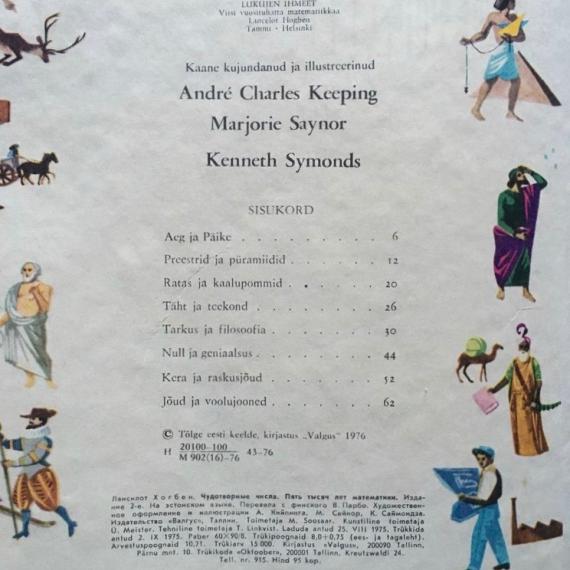 LUKUJEN IHMEET
Viisi vuosituhatta matematiikkaa
Lancelot Hogben
Tammi · Helsinki
Kaane kujundanud ja illustreerinud
André Charles Keeping
Marjorie Saynor
Kenneth Symonds
SISUKORD
Aeg ja Päike . . . . . . . . . 6
Preestrid ja püramiidid . . . . . . 12
Ratas ja kaalupommid . . . . . . 20
Täht ja teekond . . . . . . . 26
Tarkus ja filosoofia . . . . . . . 30
Null ja geniaalsus . . . . . . . 44
Kera ja raskusjõud . . . . . . 52
Jõud ja voolujooned . . . . . . 62
© Tõlge eesti keelde, kirjastus „Valgus" 1976
H 20100—100
M 902(16)—76 43-76
Лянсилот Хогбен. Чудотворные числа. Пять тысяч лет математики. Изда-
ние 2-е. На эстонском языке. Перевела с финского В. Парбо. Художествен-
ное оформление и иллюстрации А. Кийпинга, М. Сейнор, К. Саймондза.
Издательство «Валгус», Таллин. Toimetaja M. Soosaar. Kunstiline toimetaja
Ü. Meister. Tehniline toimetaja T. Linkvist. Laduda antud 25. VIII 1975. Trükkida
antud 2. IX 1975. Paber 60×90/8. Trükipoognaid 8,0+0,75 (ees- ja tagaleht).
Arvestuspoognaid 10,71. Trükiarv 15 000. Kirjastus «Valgus», 200090 Tallinn,
Pärnu mnt. 10. Trükikoda «Oktoober», 200001 Tallinn, Kreutzwaldi 24.
Tell. nr. 915. Hind 95 kop.